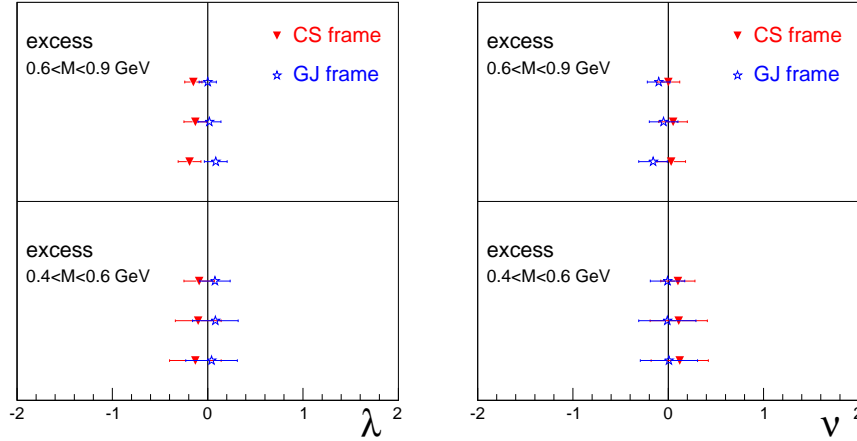 excess
0.6<M<0.9 GeV
CS frame
GJ frame
excess
0.4<M<0.6 GeV
-2 -1 0 1 2
λ
excess
0.6<M<0.9 GeV
CS frame
GJ frame
excess
0.4<M<0.6 GeV
-2 -1 0 1 2
ν